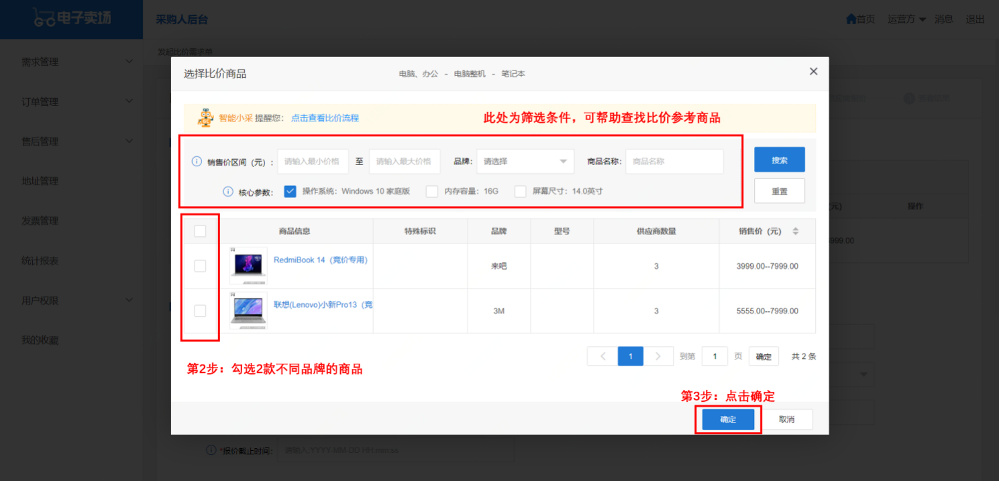 电子卖场
采购人后台
首页 运营方 消息 退出
发起比价需求单
需求管理
订单管理
售后管理
地址管理
发票管理
统计报表
用户权限
我的收藏
选择比价商品
电脑、办公 - 电脑整机 - 笔记本
智能小采 提醒您： 点击查看比价流程
此处为筛选条件，可帮助查找比价参考商品
销售价区间（元）： 请输入最小价格 至 请输入最大价格 品牌： 请选择 商品名称： 商品名称
搜索
核心参数： 操作系统：Windows 10 家庭版 内存容量：16G 屏幕尺寸：14.0英寸
重置
商品信息 特殊标识 品牌 型号 供应商数量 销售价（元）
RedmiBook 14（竞价专用） 来吧 3 3999.00--7999.00
联想(Lenovo)小新Pro13（竞 3M 3 5555.00--7999.00
元) 操作
999.00
1 到第 1 页 确定 共 2 条
第2步：勾选2款不同品牌的商品
第3步：点击确定
确定 取消
*报价截止时间： 请输入:YYYY-MM-DD HH:mm:ss